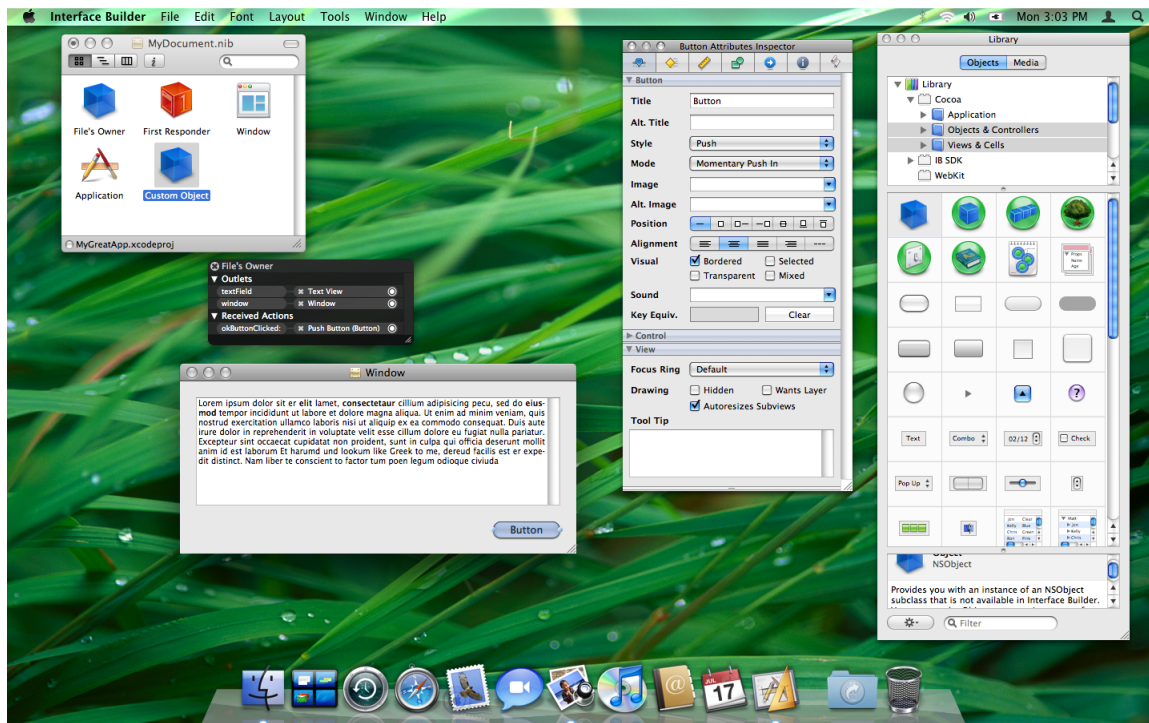 Interface Builder File Edit Font Layout Tools Window Help
Mon 3:03 PM
MyDocument.nib
File's Owner
First Responder
Window
Application
Custom Object
MyGreatApp.xcodeproj
File's Owner
Outlets
textField Text View
window Window
Received Actions
okButtonClicked: Push Button (Button)
Window
Lorem ipsum dolor sit er elit lamet, consectetaur cillium adipisicing pecu, sed do eius-
mod tempor incididunt ut labore et dolore magna aliqua. Ut enim ad minim veniam, quis
nostrud exercitation ullamco laboris nisi ut aliquip ex ea commodo consequat. Duis aute
irure dolor in reprehenderit in voluptate velit esse cillum dolore eu fugiat nulla pariatur.
Excepteur sint occaecat cupidatat non proident, sunt in culpa qui officia deserunt mollit
anim id est laborum Et harumd und lookum like Greek to me, dereud facilis est er expe-
dit distinct. Nam liber te conscient to factor tum poen legum odioque civiuda
Button
Button Attributes Inspector
Button
Title Button
Alt. Title
Style Push
Mode Momentary Push In
Image
Alt. Image
Position
Alignment
Visual Bordered Selected
Transparent Mixed
Sound
Key Equiv. Clear
Control
View
Focus Ring Default
Drawing Hidden Wants Layer
Autoresizes Subviews
Tool Tip
Library
Objects Media
Library
Cocoa
Application
Objects & Controllers
Views & Cells
IB SDK
WebKit
Props
Name
Age
Text Combo 02/12 Check
Pop Up
Object
NSObject
Provides you with an instance of an NSObject
subclass that is not available in Interface Builder.
Filter
JUL
17